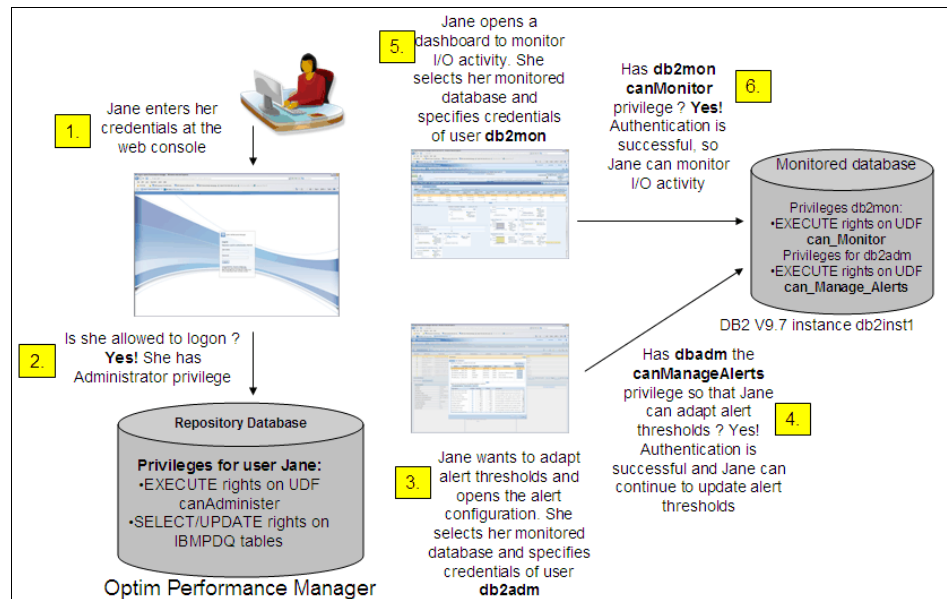 1.
Jane enters her
credentials at the
web console
2.
Is she allowed to logon ?
Yes! She has
Administrator privilege
Repository Database
Privileges for user Jane:
•EXECUTE rights on UDF
canAdminister
•SELECT/UPDATE rights on
IBMPDQ tables
Optim Performance Manager
3.
Jane wants to adapt
alert thresholds and
opens the alert
configuration. She
selects her monitored
database and specifies
credentials of user
db2adm
4.
Has dbadm the
canManageAlerts
privilege so that Jane
can adapt alert
thresholds ? Yes!
Authentication is
successful and Jane can
continue to update alert
thresholds
5.
Jane opens a
dashboard to monitor
I/O activity. She
selects her monitored
database and
specifies credentials
of user db2mon
6.
Has db2mon
canMonitor
privilege ? Yes!
Authentication is
successful, so
Jane can monitor
I/O activity
Monitored database
Privileges db2mon:
•EXECUTE rights on UDF
can_Monitor
Privileges for db2adm
•EXECUTE rights on UDF
can_Manage_Alerts
DB2 V9.7 instance db2inst1